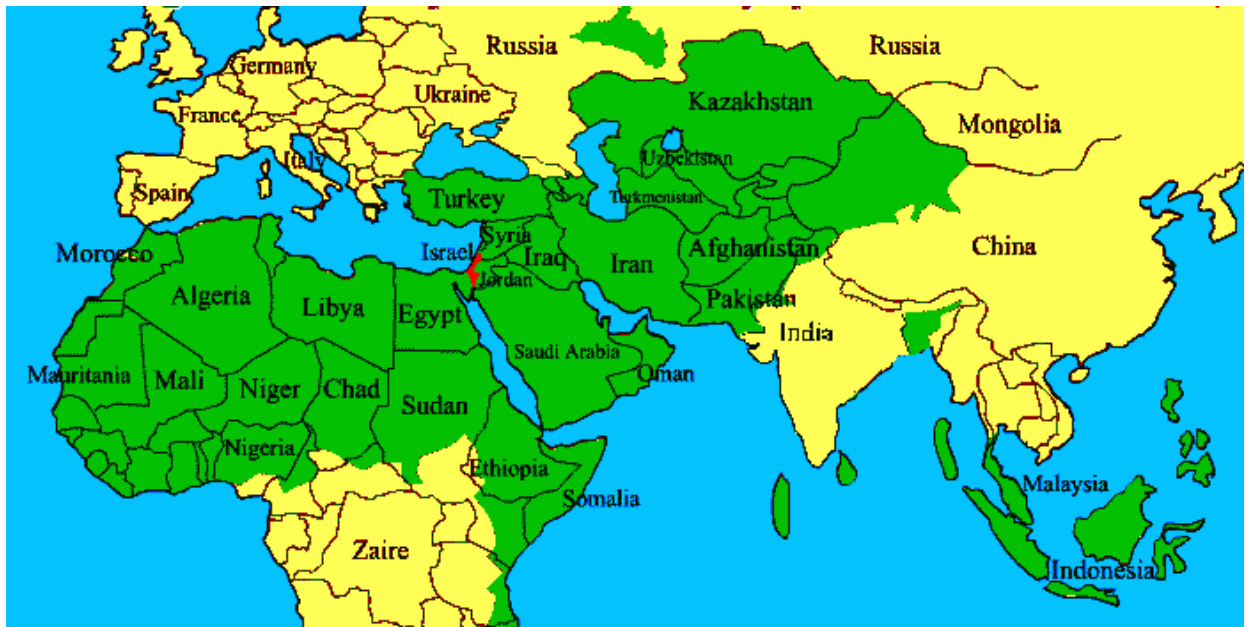 Russia
Russia
Germany
Ukraine
Kazakhstan
France
Mongolia
Italy
Uzbekistan
Spain
Turkey
Turkmenistan
Syria
Morocco
Israel
Iraq
Iran
Afghanistan
China
Jordan
Algeria
Libya
Egypt
Pakistan
India
Saudi Arabia
Mauritania
Mali
Niger
Chad
Sudan
Oman
Nigeria
Ethiopia
Malaysia
Somalia
Zaire
Indonesia